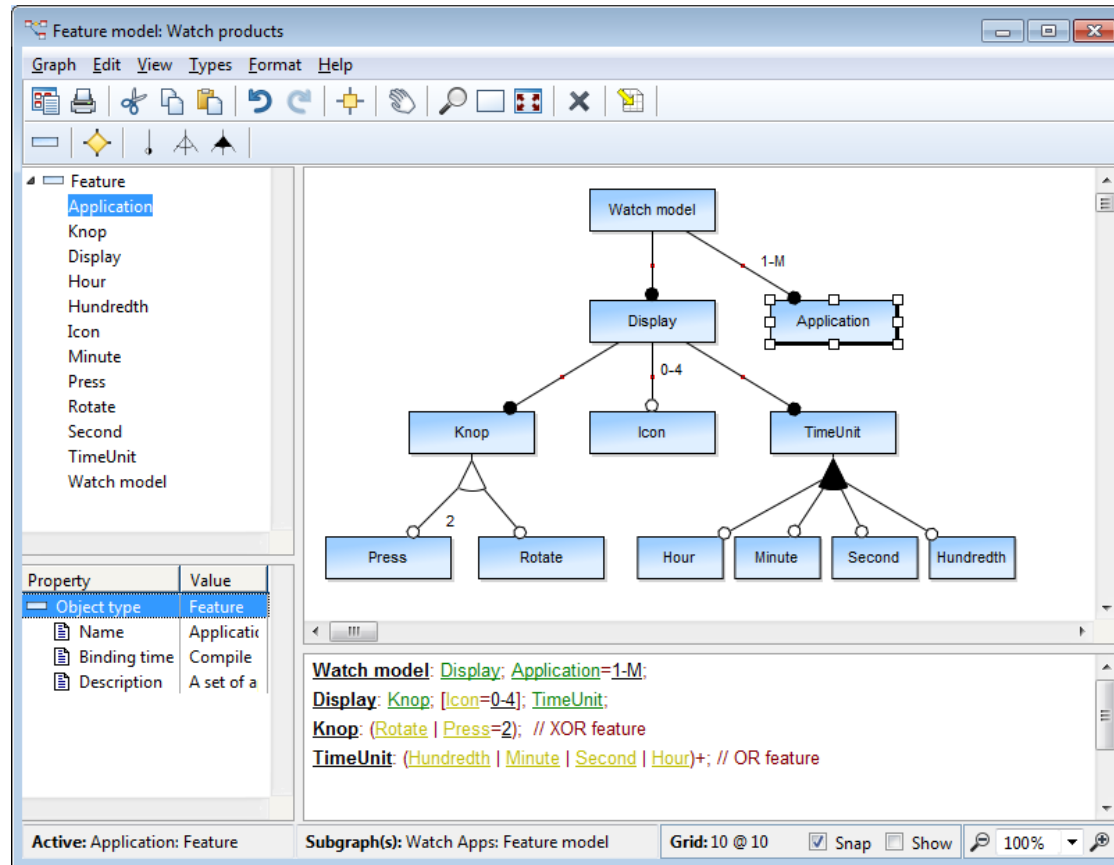 Feature model: Watch products
Graph Edit View Types Format Help
Feature
Application
Knop
Display
Hour
Hundredth
Icon
Minute
Press
Rotate
Second
TimeUnit
Watch model
Watch model
1-M
Display
Application
0-4
Knop
Icon
TimeUnit
2
Press
Rotate
Hour
Minute
Second
Hundredth
Property Value
Object type Feature
Name Applicatic
Binding time Compile
Description A set of a
Watch model: Display; Application=1-M;
Display: Knop; [Icon=0-4]; TimeUnit;
Knop: (Rotate | Press=2); // XOR feature
TimeUnit: (Hundredth | Minute | Second | Hour)+; // OR feature
Active: Application: Feature
Subgraph(s): Watch Apps: Feature model
Grid: 10 @ 10 Snap Show 100%